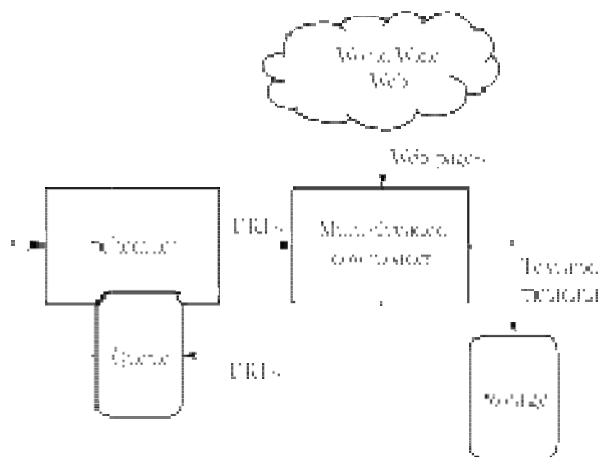 World Wide
Web
Web pages
Scheduler
URLs
Multi-threaded
downloader
Text and
metadata
Queue
URLs
Storage